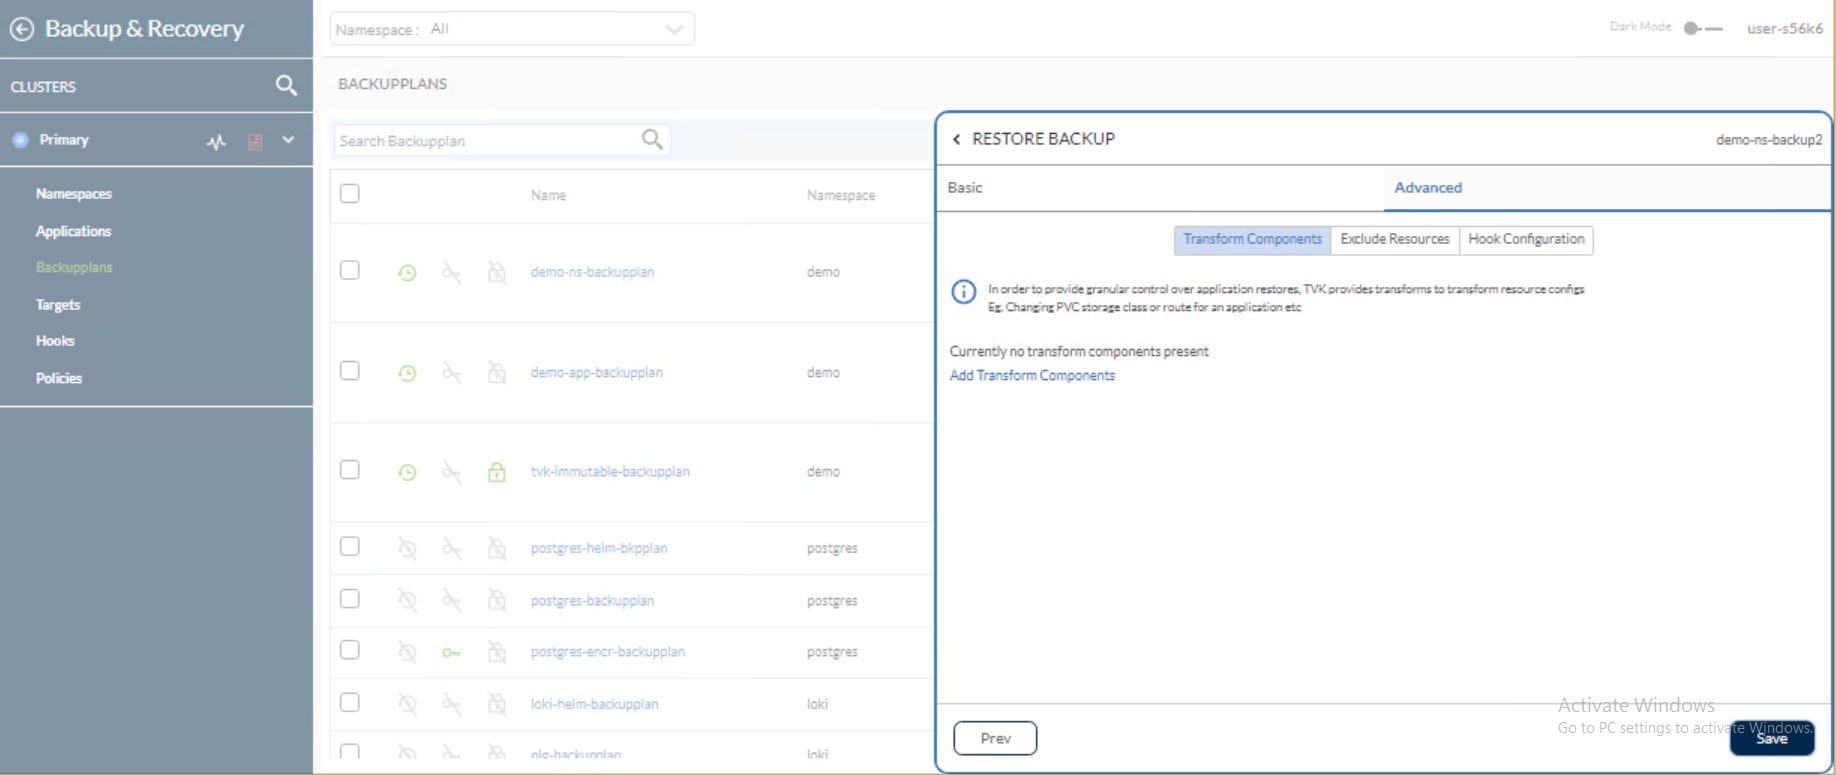 Backup & Recovery
Namespace : All
Dark Mode
user-s56k6
CLUSTERS
BACKUPPLANS
Primary
Search Backupplan
RESTORE BACKUP
demo-ns-backup2
Basic
Advanced
Namespaces
Applications
Backupplans
Targets
Hooks
Policies
Name
Namespace
demo-ns-backupplan
demo
demo-app-backupplan
demo
tvk-immutable-backupplan
demo
postgres-helm-bkpplan
postgres
postgres-backupplan
postgres
postgres-encr-backupplan
postgres
loki-helm-backupplan
loki
plg-backupplan
loki
Transform Components
Exclude Resources
Hook Configuration
In order to provide granular control over application restores, TVK provides transforms to transform resource configs
Eg. Changing PVC storage class or route for an application etc
Currently no transform components present
Add Transform Components
Activate Windows
Go to PC settings to activate Windows.
Prev
Save